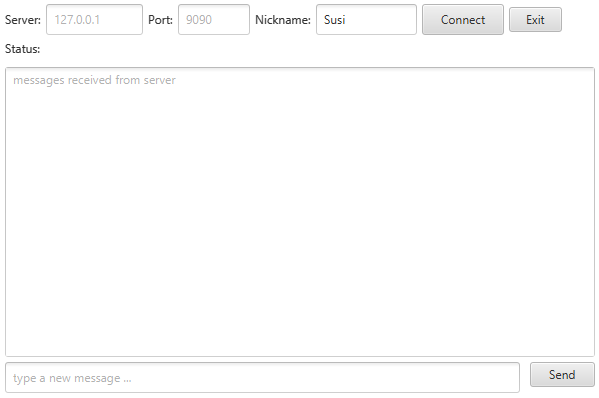 Server: 127.0.0.1 Port: 9090 Nickname: Susi Connect Exit
Status:
messages received from server
type a new message ... Send